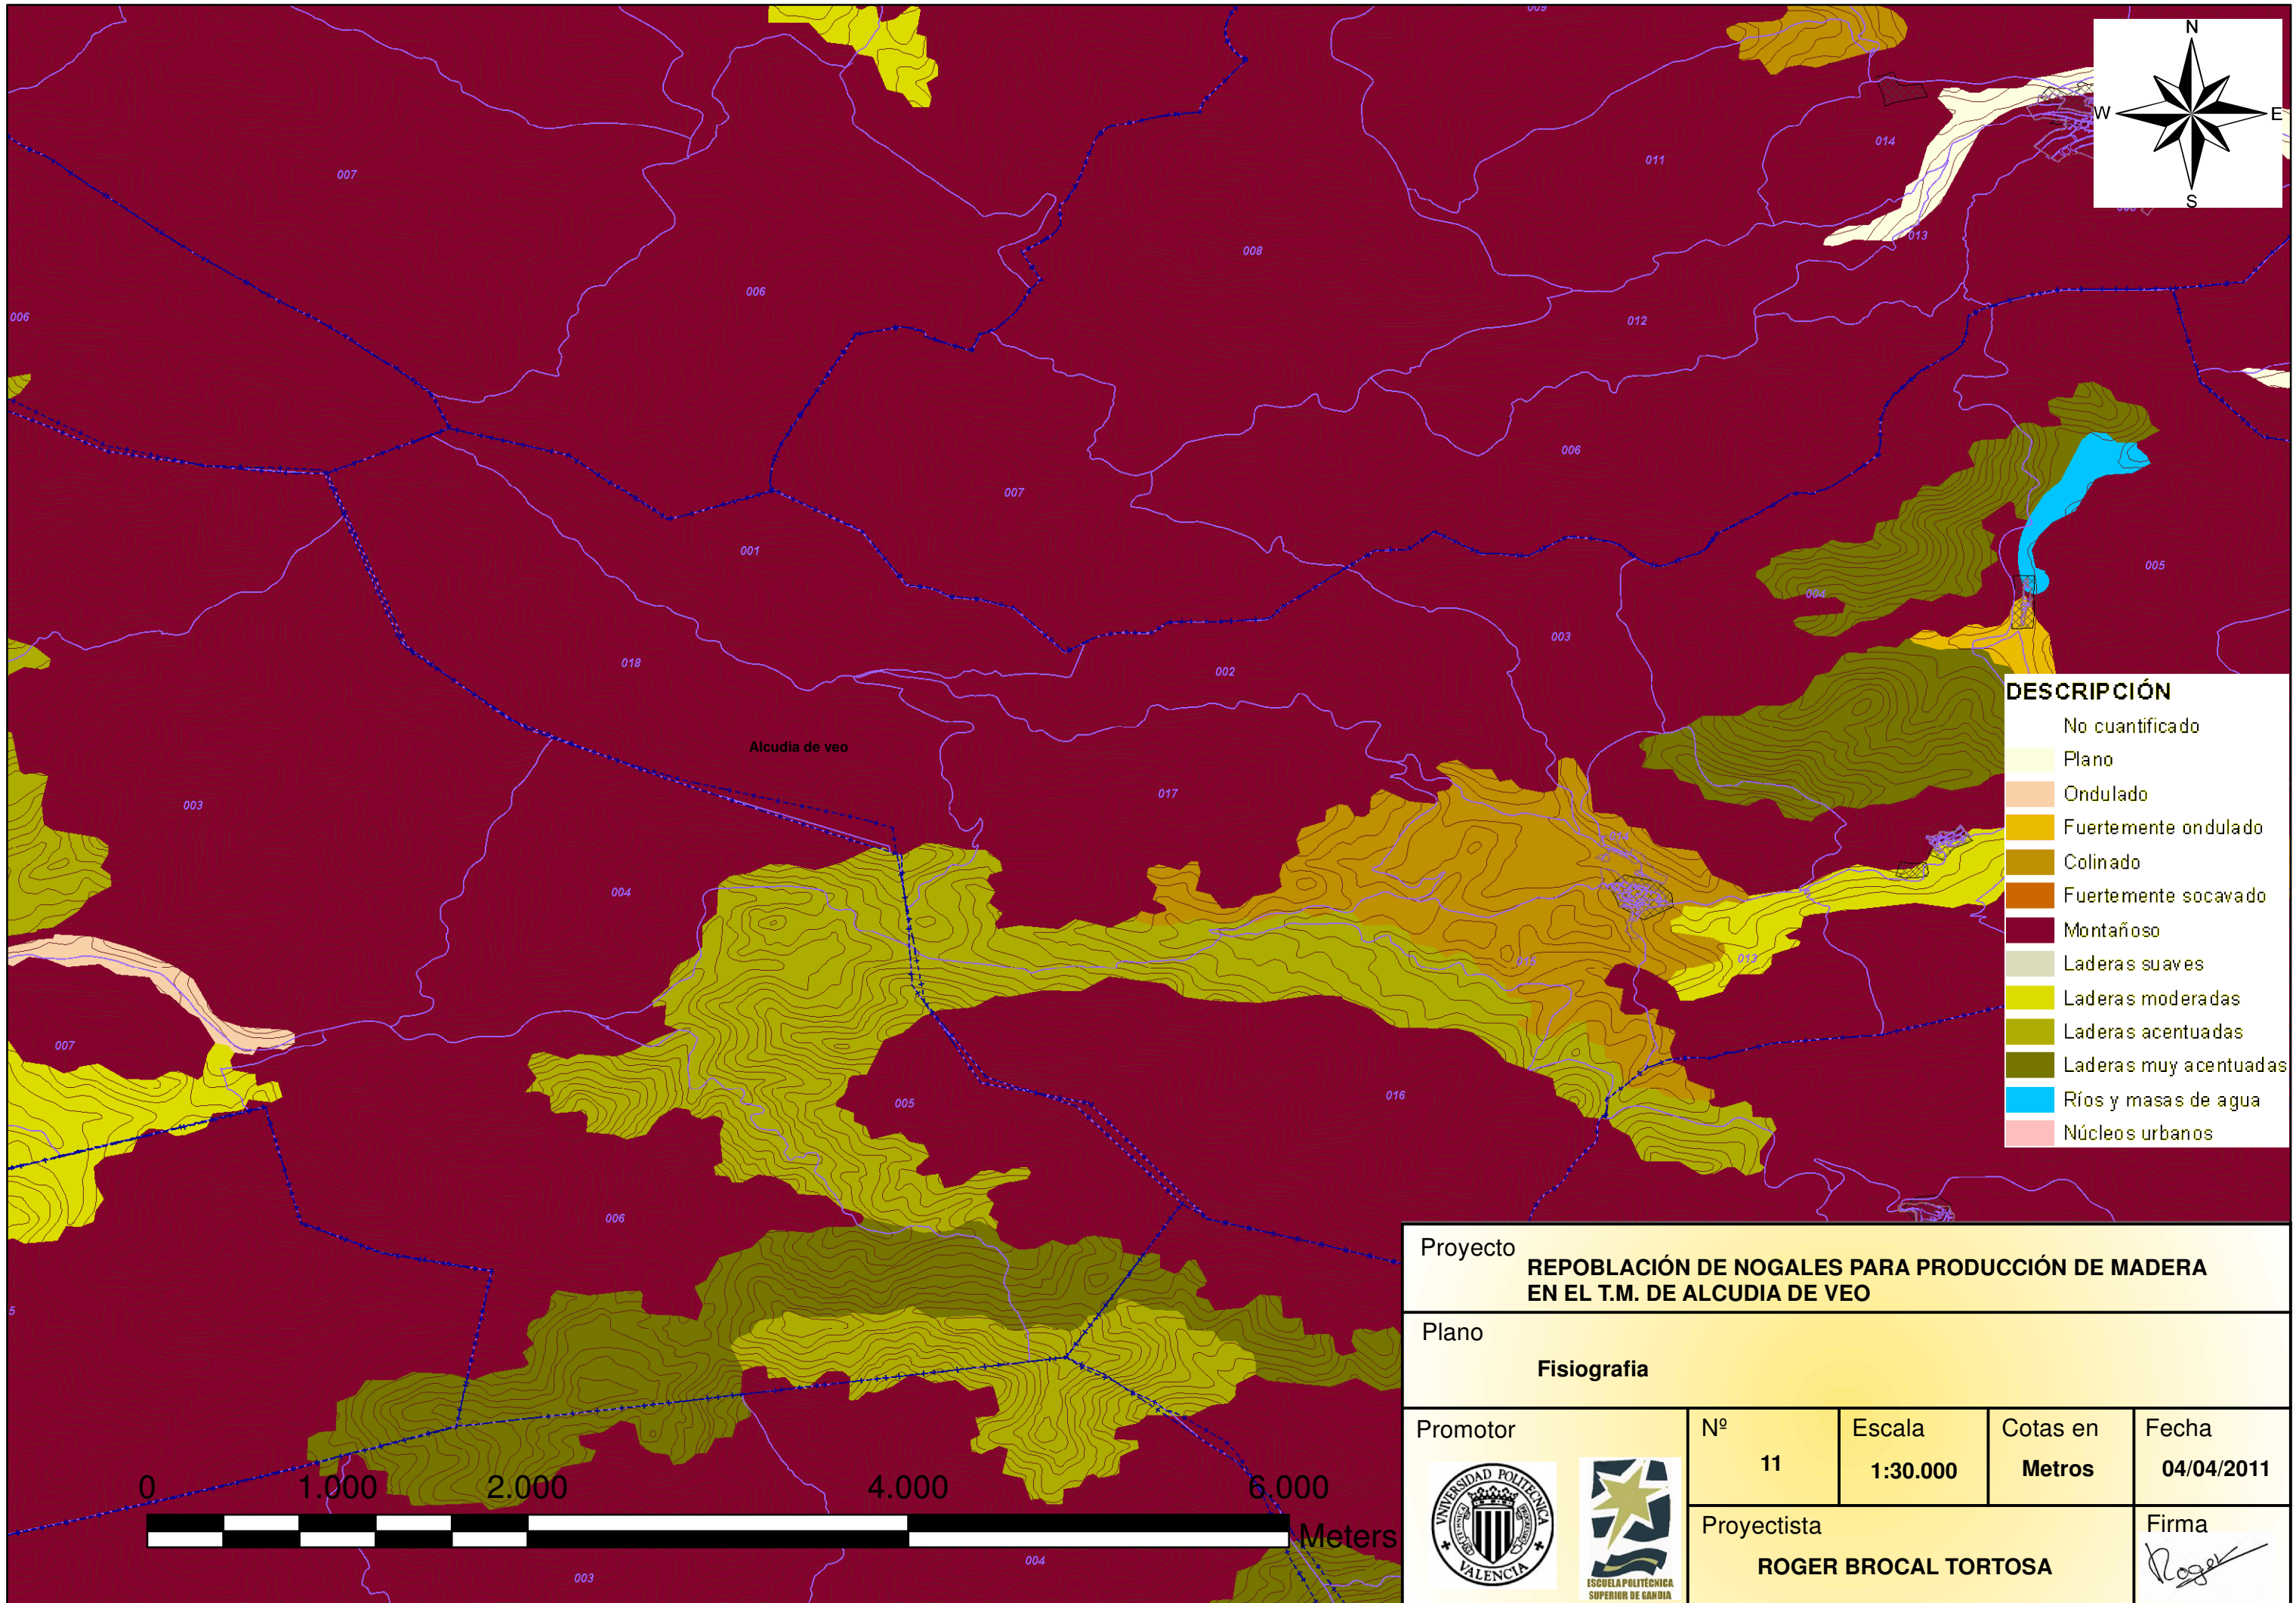 009
N
W
E
S
014
011
007
013
008
006
012
006
006
007
001
005
004
003
018
002
DESCRIPCIÓN
No cuantificado
Plano
Ondulado
Fuertemente ondulado
Colinado
Fuertemente socavado
Montañoso
Laderas suaves
Laderas moderadas
Laderas acentuadas
Laderas muy acentuadas
Ríos y masas de agua
Núcleos urbanos
Alcudia de veo
017
003
004
013
007
005
016
006
5
Proyecto
REPOBLACIÓN DE NOGALES PARA PRODUCCIÓN DE MADERA
EN EL T.M. DE ALCUDIA DE VEO
Plano
Fisiografia
Promotor
VNIVERSIDAD POLITECNICA
VALENCIA
ESCUELA POLITÉCNICA
SUPERIOR DE GANDIA
Nº
11
Escala
1:30.000
Cotas en
Metros
Fecha
04/04/2011
Proyectista
ROGER BROCAL TORTOSA
Firma
Roger
0 1.000 2.000 4.000 6.000
Meters
004
003